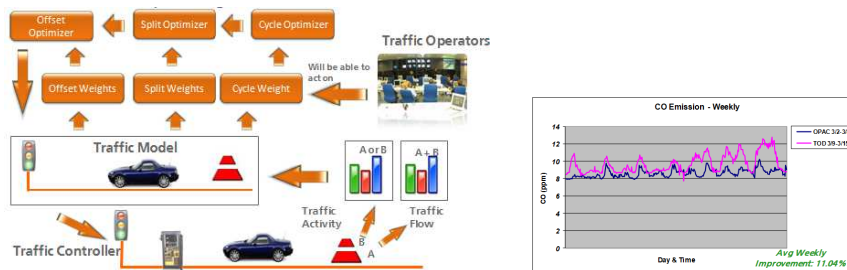 Offset
Optimizer
Split Optimizer
Cycle Optimizer
Traffic Operators
Will be able to
act on
Offset Weights
Split Weights
Cycle Weight
Traffic Model
A or B
A + B
Traffic
Activity
Traffic
Flow
B
A
Traffic Controller
CO Emission - Weekly
CO (ppm)
14
12
10
8
6
4
2
0
Day & Time
OPAC 3/2-3/
TOD 3/9-3/15
Avg Weekly
Improvement: 11.04%